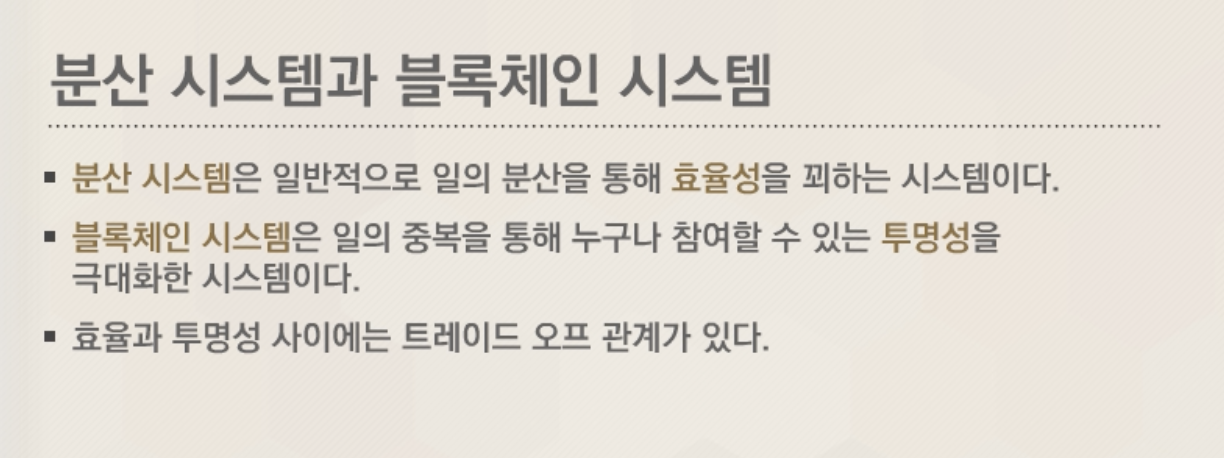 분산 시스템과 블록체인 시스템
▪ 분산 시스템은 일반적으로 일의 분산을 통해 효율성을 꾀하는 시스템이다.
▪ 블록체인 시스템은 일의 중복을 통해 누구나 참여할 수 있는 투명성을
극대화한 시스템이다.
▪ 효율과 투명성 사이에는 트레이드 오프 관계가 있다.